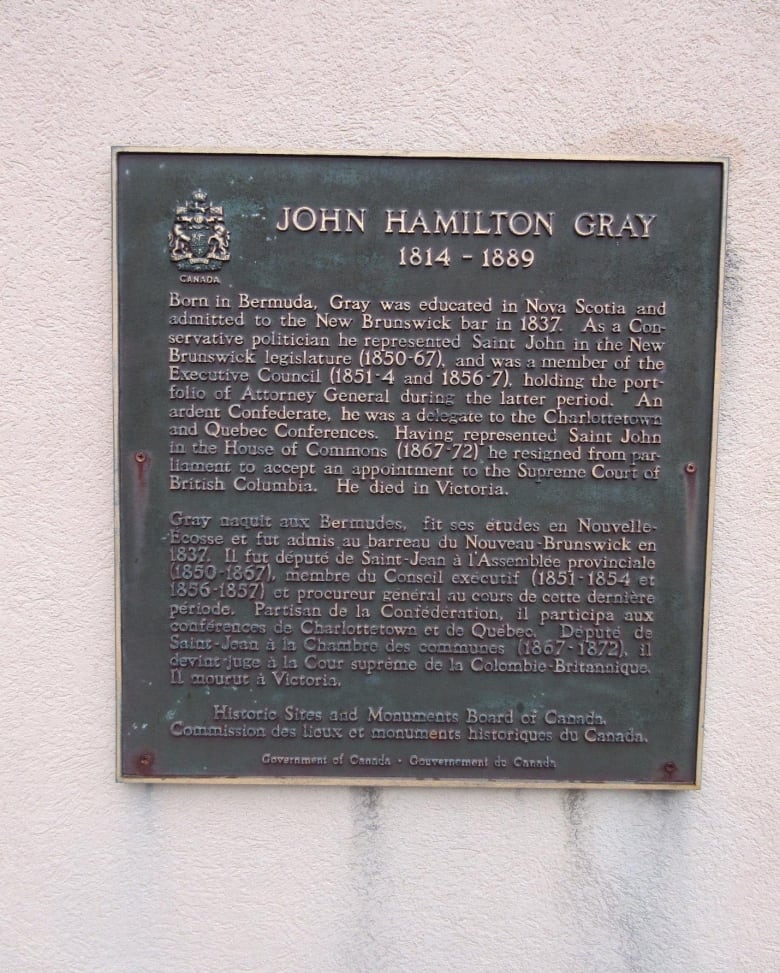 CANADA
JOHN HAMILTON GRAY
1814 - 1889
Born in Bermuda, Gray was educated in Nova Scotia and
admitted to the New Brunswick bar in 1837. As a Con-
servative politician he represented Saint John in the New
Brunswick legislature (1850-67), and was a member of the
Executive Council (1851-4 and 1856-7), holding the port-
folio of Attorney General during the latter period. An
ardent Confederate, he was a delegate to the Charlottetown
and Quebec Conferences. Having represented Saint John
in the House of Commons (1867-72) he resigned from par-
liament to accept an appointment to the Supreme Court of
British Columbia. He died in Victoria.
Gray naquit aux Bermudes, fit ses études en Nouvelle-
Écosse et fut admis au barreau du Nouveau-Brunswick en
1837. Il fut député de Saint-Jean à l'Assemblée provinciale
(1850-1867), membre du Conseil exécutif (1851-1854 et
1856-1857) et procureur général au cours de cette dernière
période. Partisan de la Confédération, il participa aux
conférences de Charlottetown et de Québec. Député de
Saint-Jean à la Chambre des communes (1867-1872), il
devint juge à la Cour suprême de la Colombie-Britannique.
Il mourut à Victoria.
Historic Sites and Monuments Board of Canada.
Commission des lieux et monuments historiques du Canada.
Government of Canada - Gouvernement du Canada